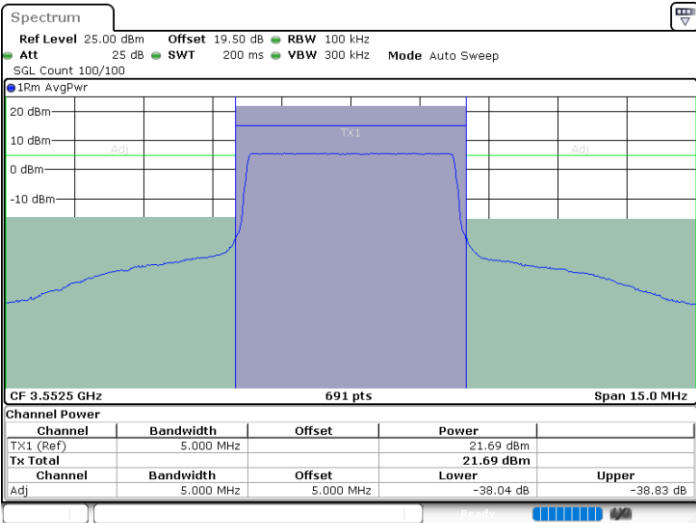 Spectrum
Ref Level 25.00 dBm Offset 19.50 dB RBW 100 kHz
Att 25 dB SWT 200 ms VBW 300 kHz Mode Auto Sweep
SGL Count 100/100
1Rm AvgPwr
20 dBm
TX1
10 dBm
Adj Adj
0 dBm
-10 dBm
CF 3.5525 GHz 691 pts Span 15.0 MHz
Channel Power
Channel Bandwidth Offset Power
TX1 (Ref) 5.000 MHz 21.69 dBm
Tx Total 21.69 dBm
Channel Bandwidth Offset Lower Upper
Adj 5.000 MHz 5.000 MHz -38.04 dB -38.83 dB
Ready